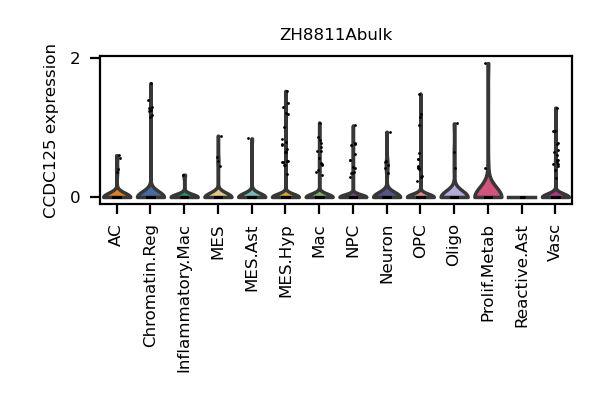 ZH8811Abulk
CCDC125 expression
2
0
AC
Chromatin.Reg
Inflammatory.Mac
MES
MES.Ast
MES.Hyp
Mac
NPC
Neuron
OPC
Oligo
Prolif.Metab
Reactive.Ast
Vasc